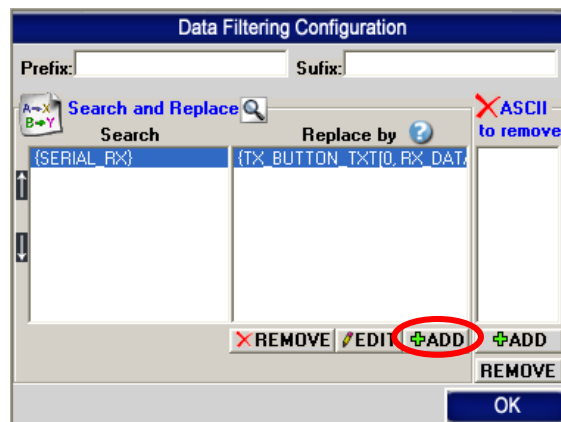 Data Filtering Configuration
Prefix: Sufix:
A→X
B→Y
Search and Replace
ASCII
to remove
Search Replace by ?
{SERIAL_RX} {TX_BUTTON_TXT[0, RX_DATA
REMOVE EDIT ADD ADD
REMOVE
OK